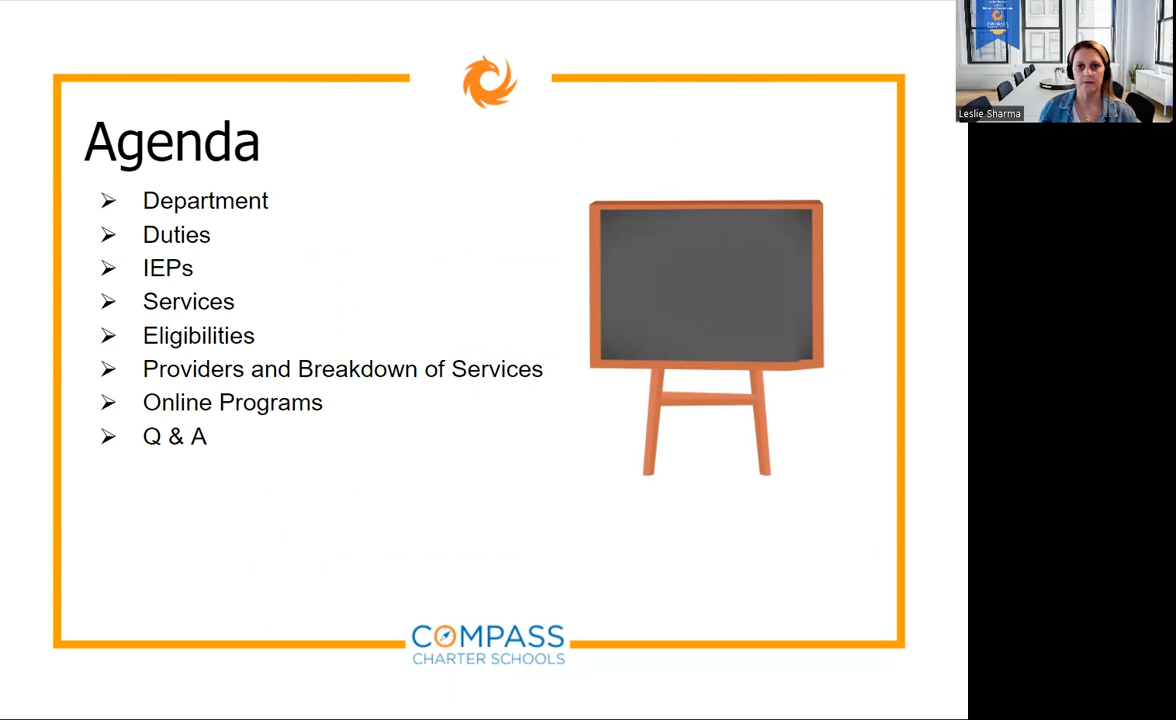 Agenda
Department
Duties
IEPs
Services
Eligibilities
Providers and Breakdown of Services
Online Programs
Q & A
COMPASS
CHARTER SCHOOLS
Leslie Sharma